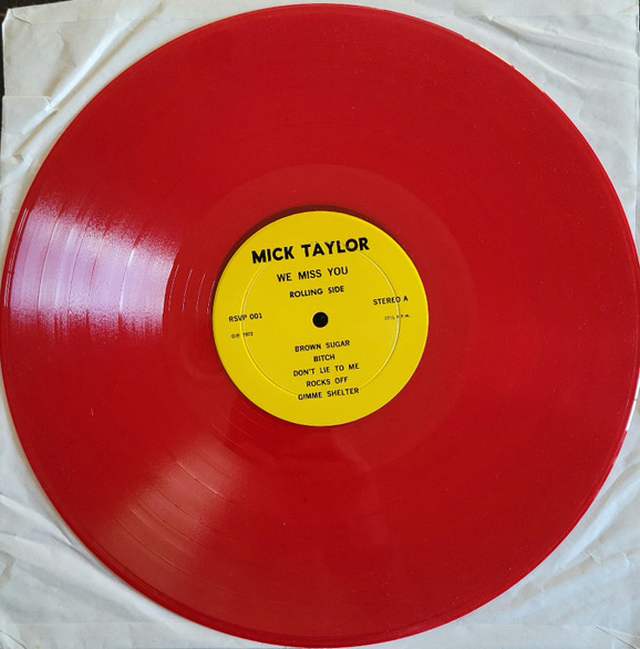 MICK TAYLOR
WE MISS YOU
ROLLING SIDE
RSVP 001
STEREO A
1972
BROWN SUGAR
BITCH
DON'T LIE TO ME
ROCKS OFF
GIMME SHELTER